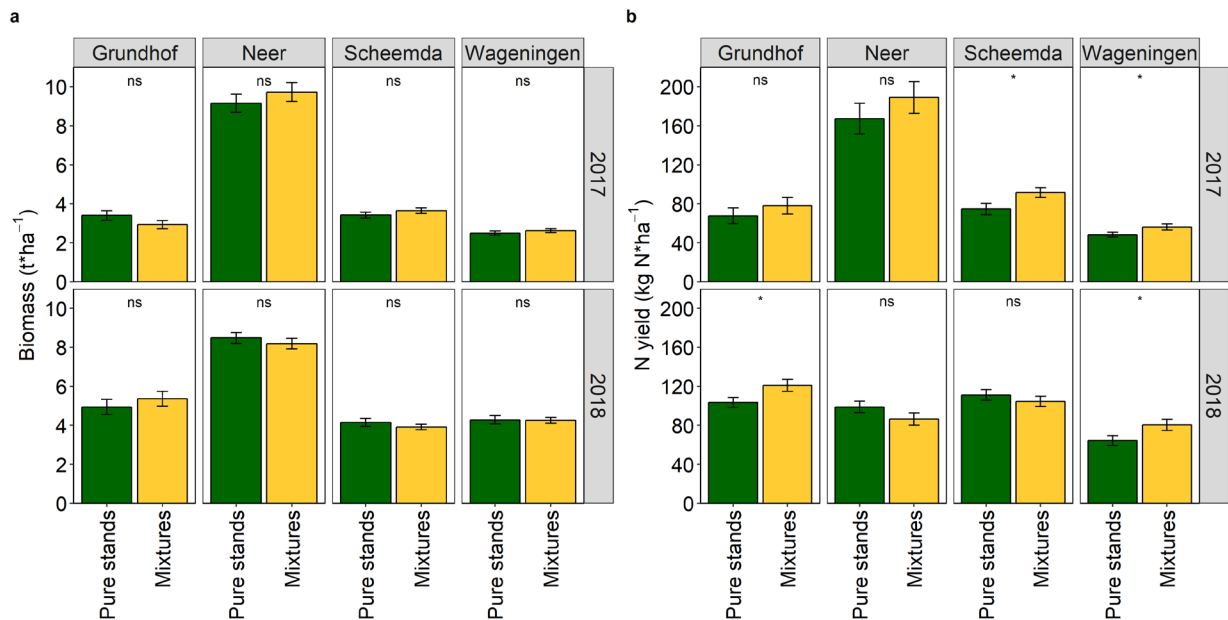 a
Grundhof Neer Scheemda Wageningen
Biomass (t*ha⁻¹)
10
8
6
4
2
0
ns ns ns ns
2017
10
8
6
4
2
0
ns ns ns ns
2018
Pure stands
Mixtures
Pure stands
Mixtures
Pure stands
Mixtures
Pure stands
Mixtures
b
Grundhof Neer Scheemda Wageningen
N yield (kg N*ha⁻¹)
200
160
120
80
40
0
ns ns * *
2017
200
160
120
80
40
0
* ns ns *
2018
Pure stands
Mixtures
Pure stands
Mixtures
Pure stands
Mixtures
Pure stands
Mixtures